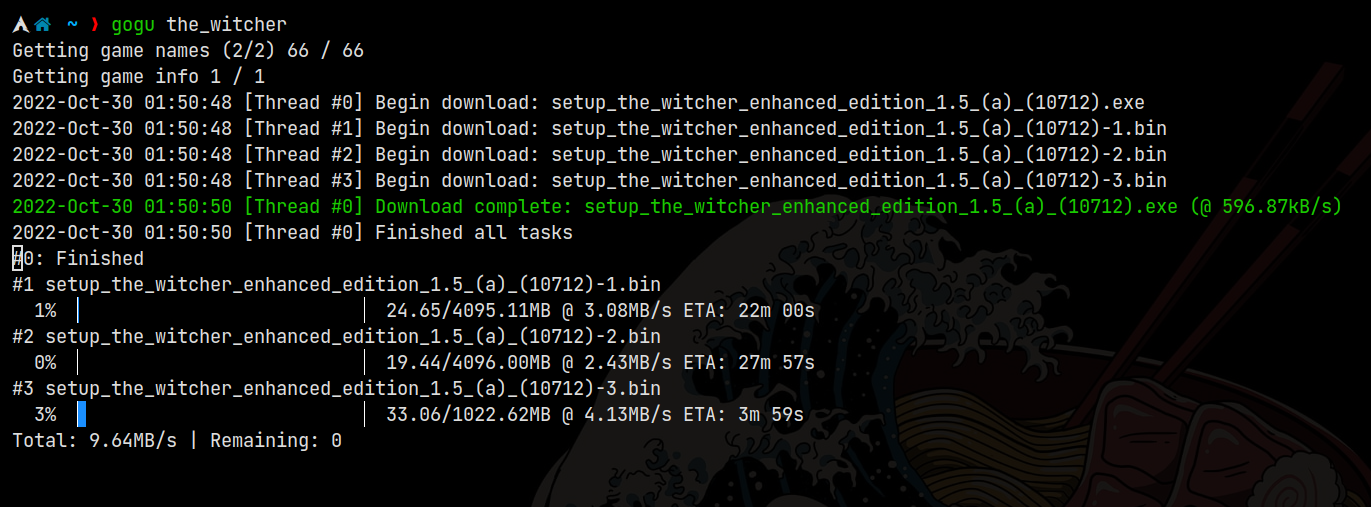 ~ ❯ gogu the_witcher
Getting game names (2/2) 66 / 66
Getting game info 1 / 1
2022-Oct-30 01:50:48 [Thread #0] Begin download: setup_the_witcher_enhanced_edition_1.5_(a)_(10712).exe
2022-Oct-30 01:50:48 [Thread #1] Begin download: setup_the_witcher_enhanced_edition_1.5_(a)_(10712)-1.bin
2022-Oct-30 01:50:48 [Thread #2] Begin download: setup_the_witcher_enhanced_edition_1.5_(a)_(10712)-2.bin
2022-Oct-30 01:50:48 [Thread #3] Begin download: setup_the_witcher_enhanced_edition_1.5_(a)_(10712)-3.bin
2022-Oct-30 01:50:50 [Thread #0] Download complete: setup_the_witcher_enhanced_edition_1.5_(a)_(10712).exe (@ 596.87kB/s)
2022-Oct-30 01:50:50 [Thread #0] Finished all tasks
#0: Finished
#1 setup_the_witcher_enhanced_edition_1.5_(a)_(10712)-1.bin
1% 24.65/4095.11MB @ 3.08MB/s ETA: 22m 00s
#2 setup_the_witcher_enhanced_edition_1.5_(a)_(10712)-2.bin
0% 19.44/4096.00MB @ 2.43MB/s ETA: 27m 57s
#3 setup_the_witcher_enhanced_edition_1.5_(a)_(10712)-3.bin
3% 33.06/1022.62MB @ 4.13MB/s ETA: 3m 59s
Total: 9.64MB/s | Remaining: 0